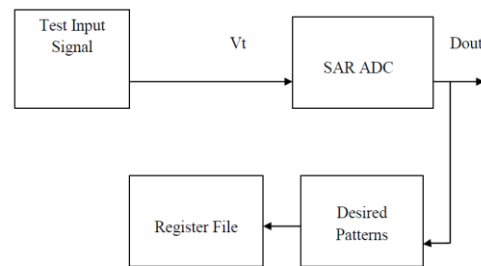 Test Input
Signal
Vt
SAR ADC
Dout
Register File
Desired
Patterns